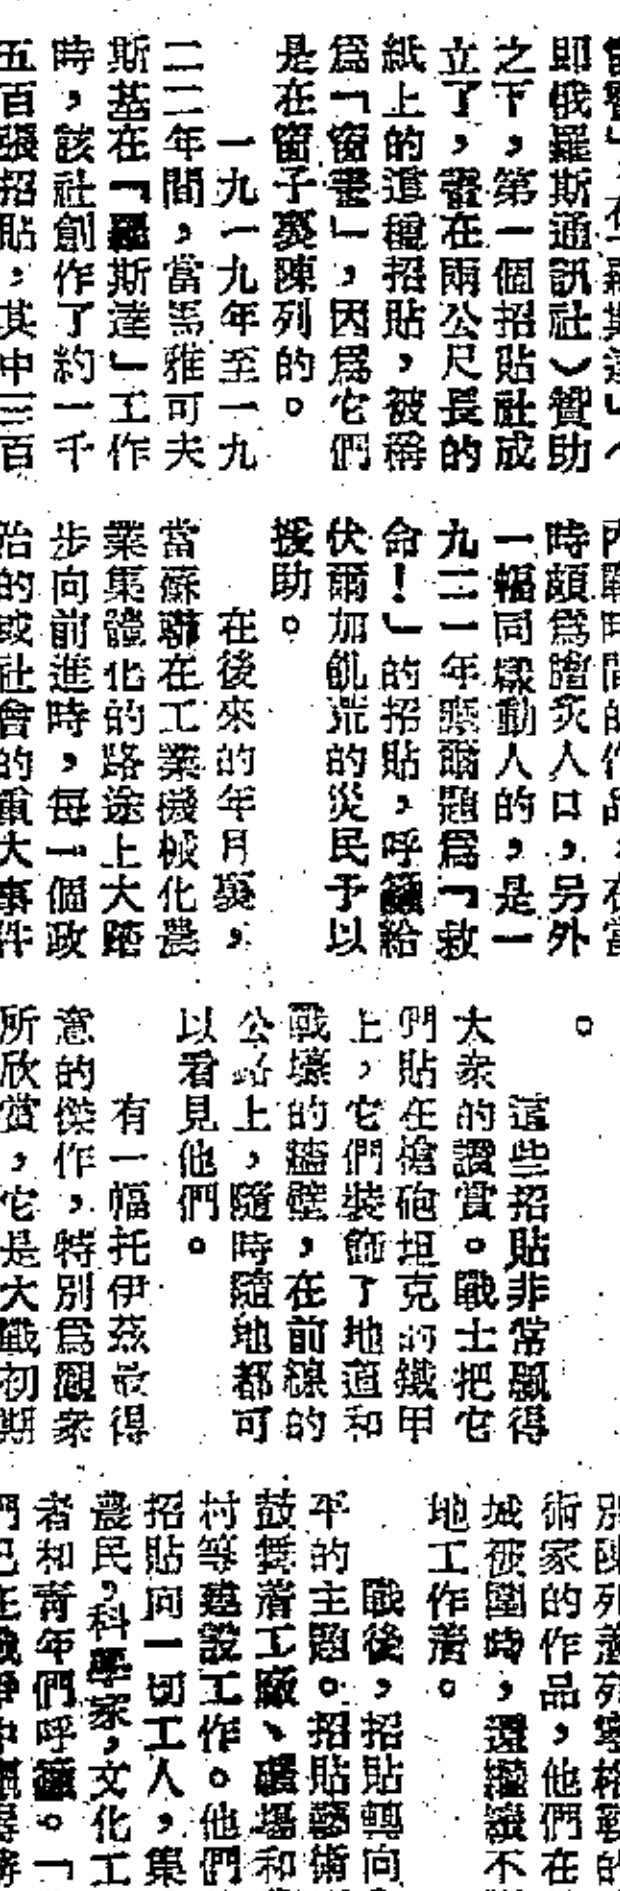 即俄羅斯通訊社︶贊助
之下，第一個招貼社成
立了，畫在兩公尺長的
紙上的這種招貼，被稱
爲「窗畫」，因爲它們
是在窗子裏陳列的。
一九一九年至一九
二二年間，當馬雅可夫
斯基在「羅斯達」工作
時，該社創作了約一千
五百張招貼，其中三百
內戰時間的作品，在當
時頗爲膾炙人口，另外
一幅同樣動人的，是一
九二一年莫爾題爲「救
命！」的招貼，呼籲給
伏爾加飢荒的災民予以
援助。
在後來的年月裏，
當蘇聯在工業機械化農
業集體化的路途上大踏
步向前進時，每一個政
治的或社會的重大事件
。
這些招貼非常飄得
大衆的讚賞。戰士把它
們貼在槍砲坦克的鐵甲
上，它們裝飾了地道和
戰壕的牆壁，在前線的
公路上，隨時隨地都可
以看見他們。
有一幅托伊茲最得
意的傑作，特別爲觀衆
所欣賞，它是大戰初期
術家的作品，他們在
城被圍時，還繼續不
地工作着。
戰後，招貼轉向
平的主題。招貼藝術
鼓舞着工廠、礦場和
村等建設工作。他們
招貼向一切工人，集
農民，科學家，文化工
者和青年們呼籲。「